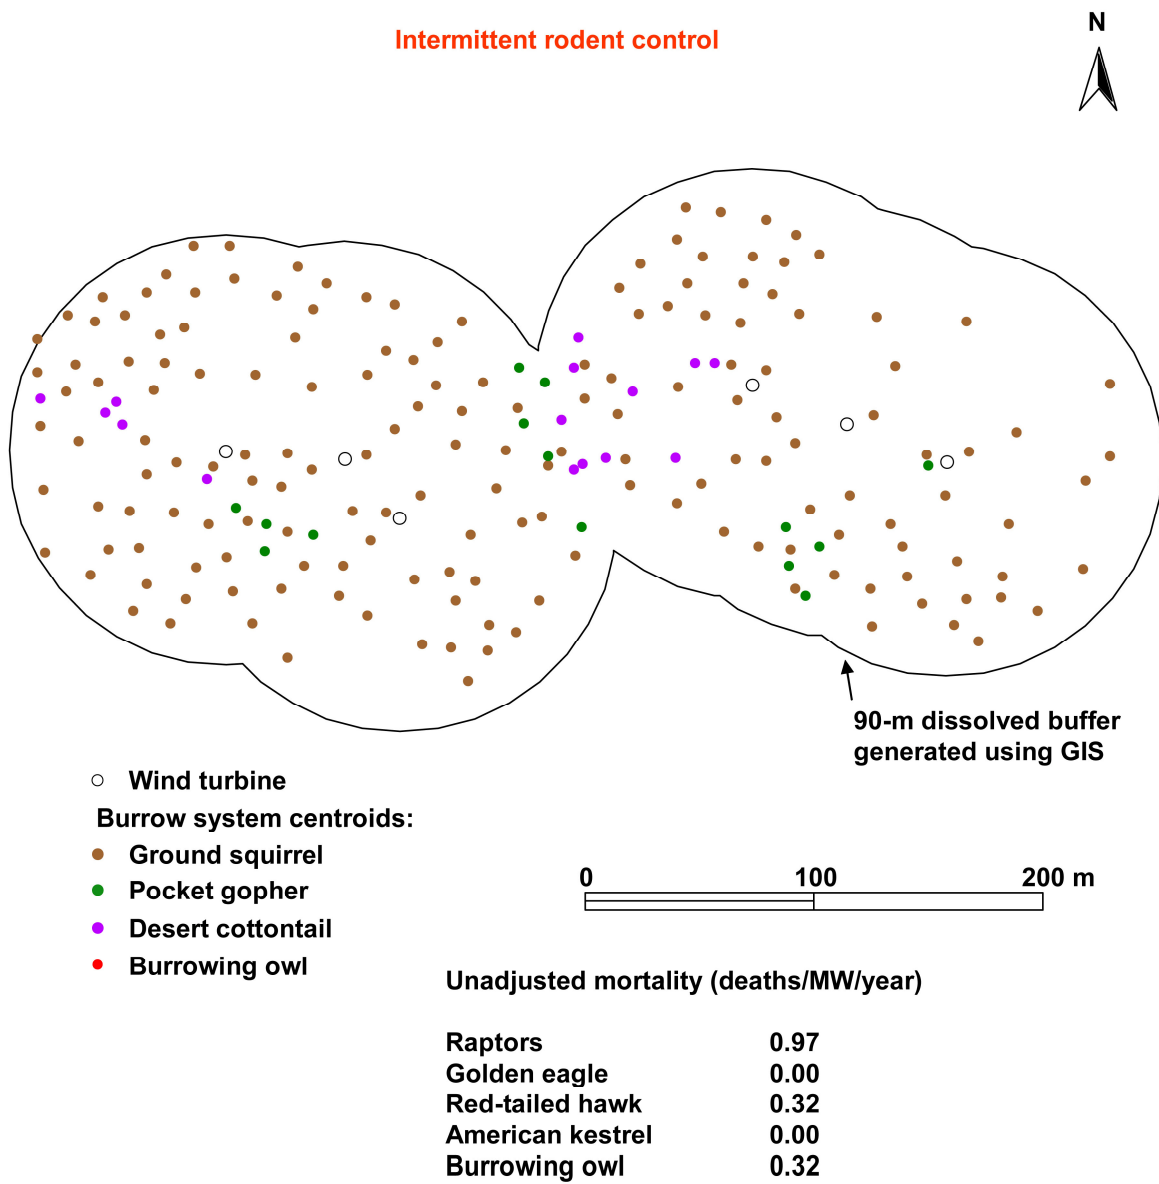 Intermittent rodent control
N
90-m dissolved buffer
generated using GIS
Wind turbine
Burrow system centroids:
Ground squirrel
Pocket gopher
Desert cottontail
Burrowing owl
0 100 200 m
Unadjusted mortality (deaths/MW/year)
Raptors 0.97
Golden eagle 0.00
Red-tailed hawk 0.32
American kestrel 0.00
Burrowing owl 0.32